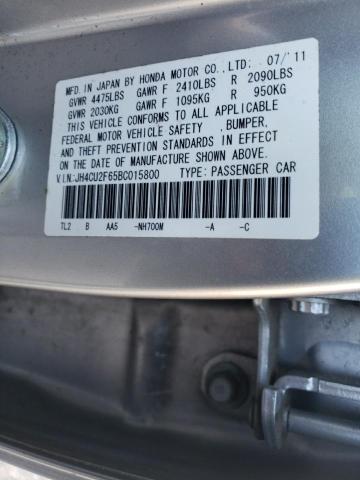 MFD. IN JAPAN BY HONDA MOTOR CO., LTD: 07/'11
GVWR 4475LBS GAWR F 2410LBS R 2090LBS
GVWR 2030KG GAWR F 1095KG R 950KG
THIS VEHICLE CONFORMS TO ALL APPLICABLE
FEDERAL MOTOR VEHICLE SAFETY , BUMPER,
AND THEFT PREVENTION STANDARDS IN EFFECT
ON THE DATE OF MANUFACTURE SHOWN ABOVE.
V.I.N:JH4CU2F65BC015800 TYPE: PASSENGER CAR
TL2 B AA5 -NH700M -A -C